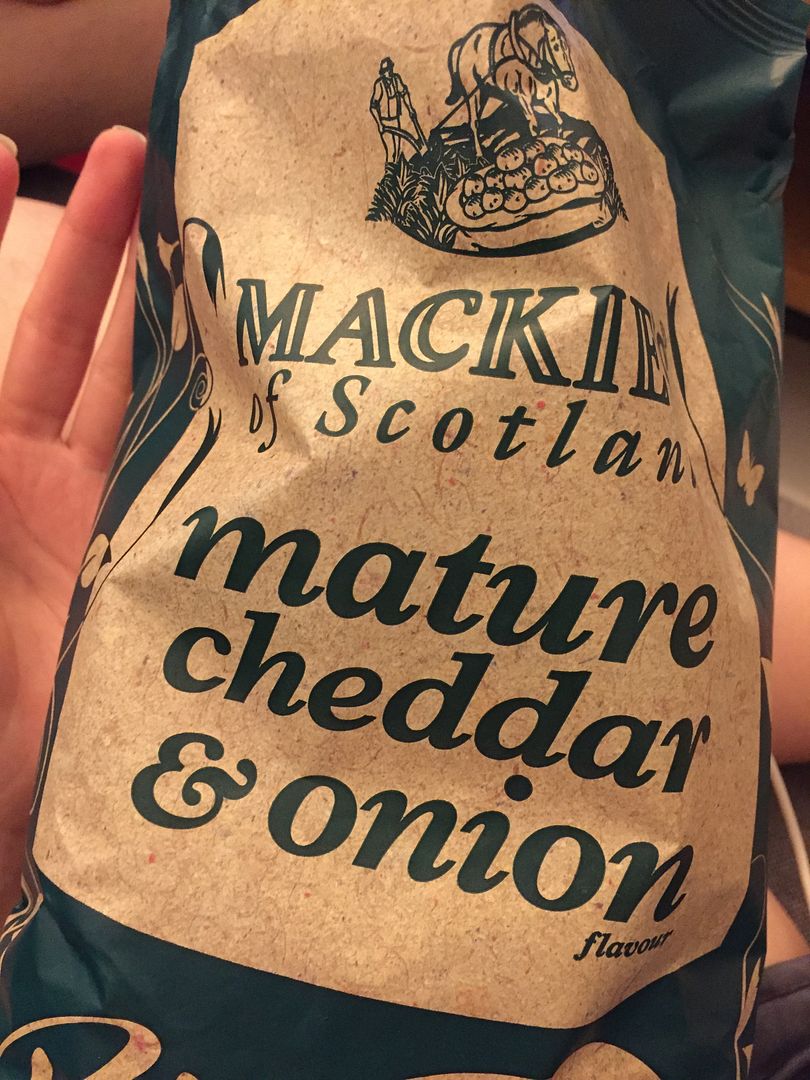 MACKIE
of Scotlan
mature
cheddar
& onion
flavour